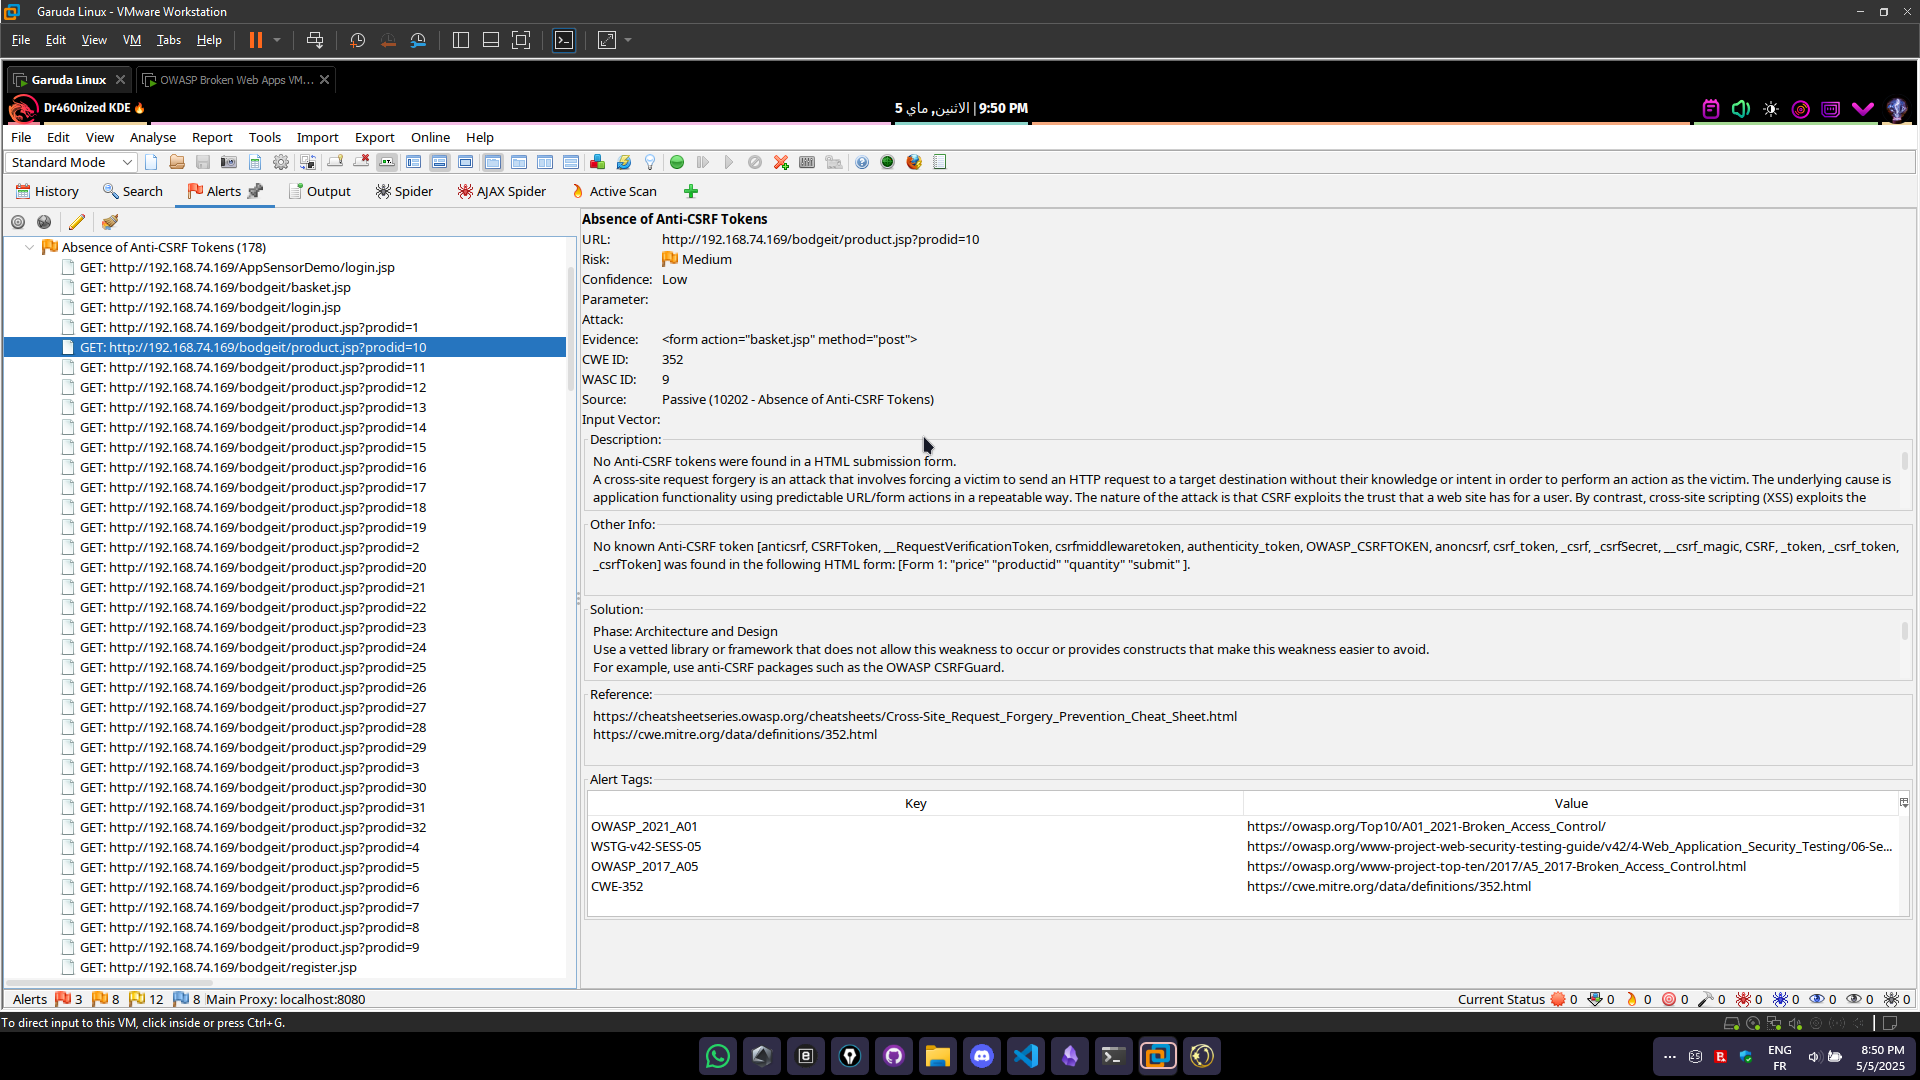 Garuda Linux - VMware Workstation
File Edit View VM Tabs Help
Garuda Linux OWASP Broken Web Apps VM...
Dr460nized KDE
الاثنين, ماي 5 | 9:50 PM
File Edit View Analyse Report Tools Import Export Online Help
Standard Mode
History Search Alerts Output Spider AJAX Spider Active Scan
Absence of Anti-CSRF Tokens (178)
GET: http://192.168.74.169/AppSensorDemo/login.jsp
GET: http://192.168.74.169/bodgeit/basket.jsp
GET: http://192.168.74.169/bodgeit/login.jsp
GET: http://192.168.74.169/bodgeit/product.jsp?prodid=1
GET: http://192.168.74.169/bodgeit/product.jsp?prodid=10
GET: http://192.168.74.169/bodgeit/product.jsp?prodid=11
GET: http://192.168.74.169/bodgeit/product.jsp?prodid=12
GET: http://192.168.74.169/bodgeit/product.jsp?prodid=13
GET: http://192.168.74.169/bodgeit/product.jsp?prodid=14
GET: http://192.168.74.169/bodgeit/product.jsp?prodid=15
GET: http://192.168.74.169/bodgeit/product.jsp?prodid=16
GET: http://192.168.74.169/bodgeit/product.jsp?prodid=17
GET: http://192.168.74.169/bodgeit/product.jsp?prodid=18
GET: http://192.168.74.169/bodgeit/product.jsp?prodid=19
GET: http://192.168.74.169/bodgeit/product.jsp?prodid=2
GET: http://192.168.74.169/bodgeit/product.jsp?prodid=20
GET: http://192.168.74.169/bodgeit/product.jsp?prodid=21
GET: http://192.168.74.169/bodgeit/product.jsp?prodid=22
GET: http://192.168.74.169/bodgeit/product.jsp?prodid=23
GET: http://192.168.74.169/bodgeit/product.jsp?prodid=24
GET: http://192.168.74.169/bodgeit/product.jsp?prodid=25
GET: http://192.168.74.169/bodgeit/product.jsp?prodid=26
GET: http://192.168.74.169/bodgeit/product.jsp?prodid=27
GET: http://192.168.74.169/bodgeit/product.jsp?prodid=28
GET: http://192.168.74.169/bodgeit/product.jsp?prodid=29
GET: http://192.168.74.169/bodgeit/product.jsp?prodid=3
GET: http://192.168.74.169/bodgeit/product.jsp?prodid=30
GET: http://192.168.74.169/bodgeit/product.jsp?prodid=31
GET: http://192.168.74.169/bodgeit/product.jsp?prodid=32
GET: http://192.168.74.169/bodgeit/product.jsp?prodid=4
GET: http://192.168.74.169/bodgeit/product.jsp?prodid=5
GET: http://192.168.74.169/bodgeit/product.jsp?prodid=6
GET: http://192.168.74.169/bodgeit/product.jsp?prodid=7
GET: http://192.168.74.169/bodgeit/product.jsp?prodid=8
GET: http://192.168.74.169/bodgeit/product.jsp?prodid=9
GET: http://192.168.74.169/bodgeit/register.jsp
Absence of Anti-CSRF Tokens
URL: http://192.168.74.169/bodgeit/product.jsp?prodid=10
Risk: Medium
Confidence: Low
Parameter:
Attack:
Evidence: <form action="basket.jsp" method="post">
CWE ID: 352
WASC ID: 9
Source: Passive (10202 - Absence of Anti-CSRF Tokens)
Input Vector:
Description:
No Anti-CSRF tokens were found in a HTML submission form.
A cross-site request forgery is an attack that involves forcing a victim to send an HTTP request to a target destination without their knowledge or intent in order to perform an action as the victim. The underlying cause is
application functionality using predictable URL/form actions in a repeatable way. The nature of the attack is that CSRF exploits the trust that a web site has for a user. By contrast, cross-site scripting (XSS) exploits the
Other Info:
No known Anti-CSRF token [anticsrf, CSRFToken, __RequestVerificationToken, csrfmiddlewaretoken, authenticity_token, OWASP_CSRFTOKEN, anoncsrf, csrf_token, _csrf, _csrfSecret, __csrf_magic, CSRF, _token, _csrf_token,
_csrfToken] was found in the following HTML form: [Form 1: "price" "productid" "quantity" "submit" ].
Solution:
Phase: Architecture and Design
Use a vetted library or framework that does not allow this weakness to occur or provides constructs that make this weakness easier to avoid.
For example, use anti-CSRF packages such as the OWASP CSRFGuard.
Reference:
https://cheatsheetseries.owasp.org/cheatsheets/Cross-Site_Request_Forgery_Prevention_Cheat_Sheet.html
https://cwe.mitre.org/data/definitions/352.html
Alert Tags:
Key Value
OWASP_2021_A01 https://owasp.org/Top10/A01_2021-Broken_Access_Control/
WSTG-v42-SESS-05 https://owasp.org/www-project-web-security-testing-guide/v42/4-Web_Application_Security_Testing/06-Se...
OWASP_2017_A05 https://owasp.org/www-project-top-ten/2017/A5_2017-Broken_Access_Control.html
CWE-352 https://cwe.mitre.org/data/definitions/352.html
Alerts 3 8 12 8 Main Proxy: localhost:8080
Current Status 0 0 0 0 0 0 0 0 0 0
To direct input to this VM, click inside or press Ctrl+G.
ENG
FR
8:50 PM
5/5/2025